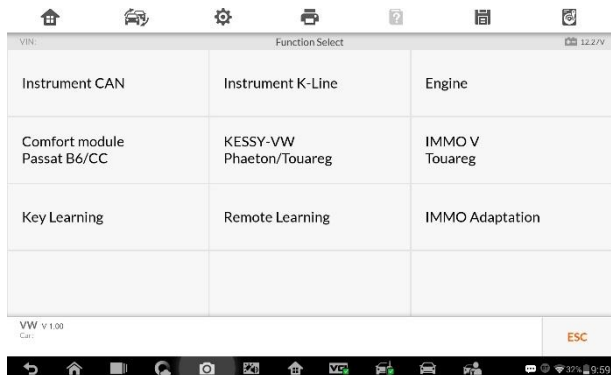 VIN: Function Select 12.27V
Instrument CAN
Instrument K-Line
Engine
Comfort module
Passat B6/CC
KESSY-VW
Phaeton/Touareg
IMMO V
Touareg
Key Learning
Remote Learning
IMMO Adaptation
VW V 1.00
Car:
ESC
32% 9:59